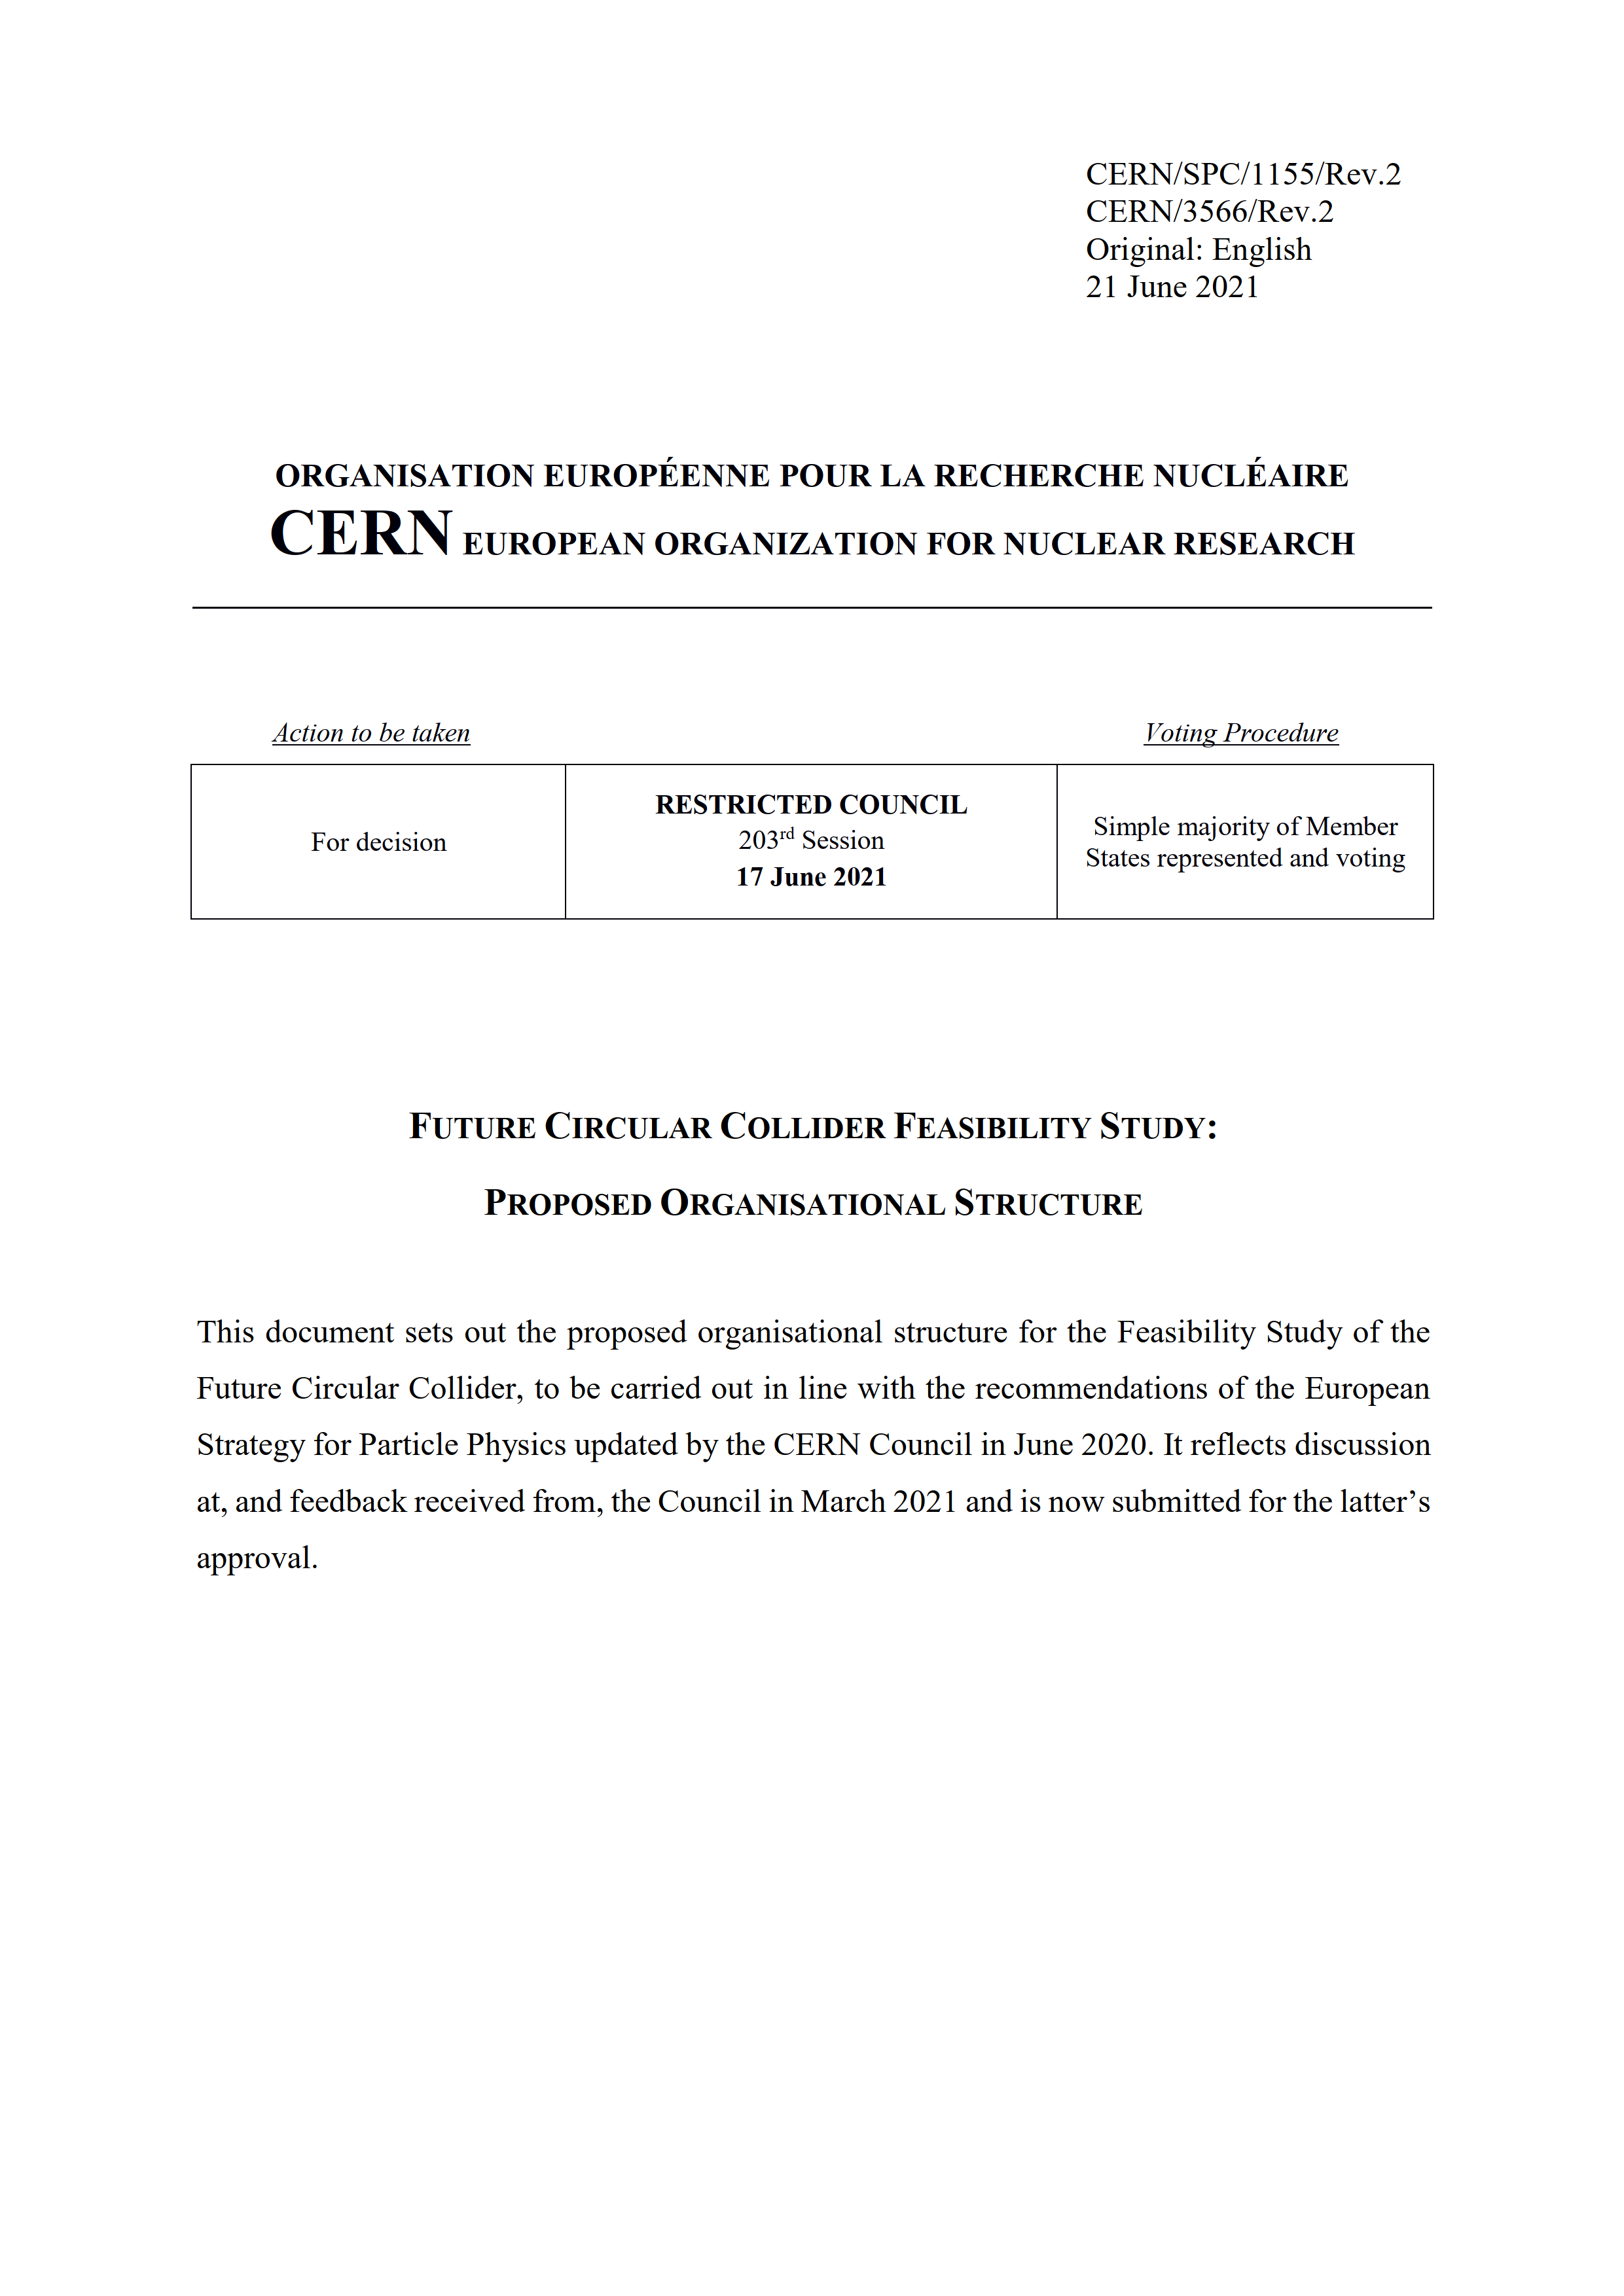 CERN/SPC/1155/Rev.2
CERN/3566/Rev.2
Original: English
21 June 2021
ORGANISATION EUROPÉENNE POUR LA RECHERCHE NUCLÉAIRE
CERN EUROPEAN ORGANIZATION FOR NUCLEAR RESEARCH
Action to be taken
Voting Procedure
For decision
RESTRICTED COUNCIL
203rd Session
17 June 2021
Simple majority of Member
States represented and voting
FUTURE CIRCULAR COLLIDER FEASIBILITY STUDY:
PROPOSED ORGANISATIONAL STRUCTURE
This document sets out the proposed organisational structure for the Feasibility Study of the
Future Circular Collider, to be carried out in line with the recommendations of the European
Strategy for Particle Physics updated by the CERN Council in June 2020. It reflects discussion
at, and feedback received from, the Council in March 2021 and is now submitted for the latter’s
approval.